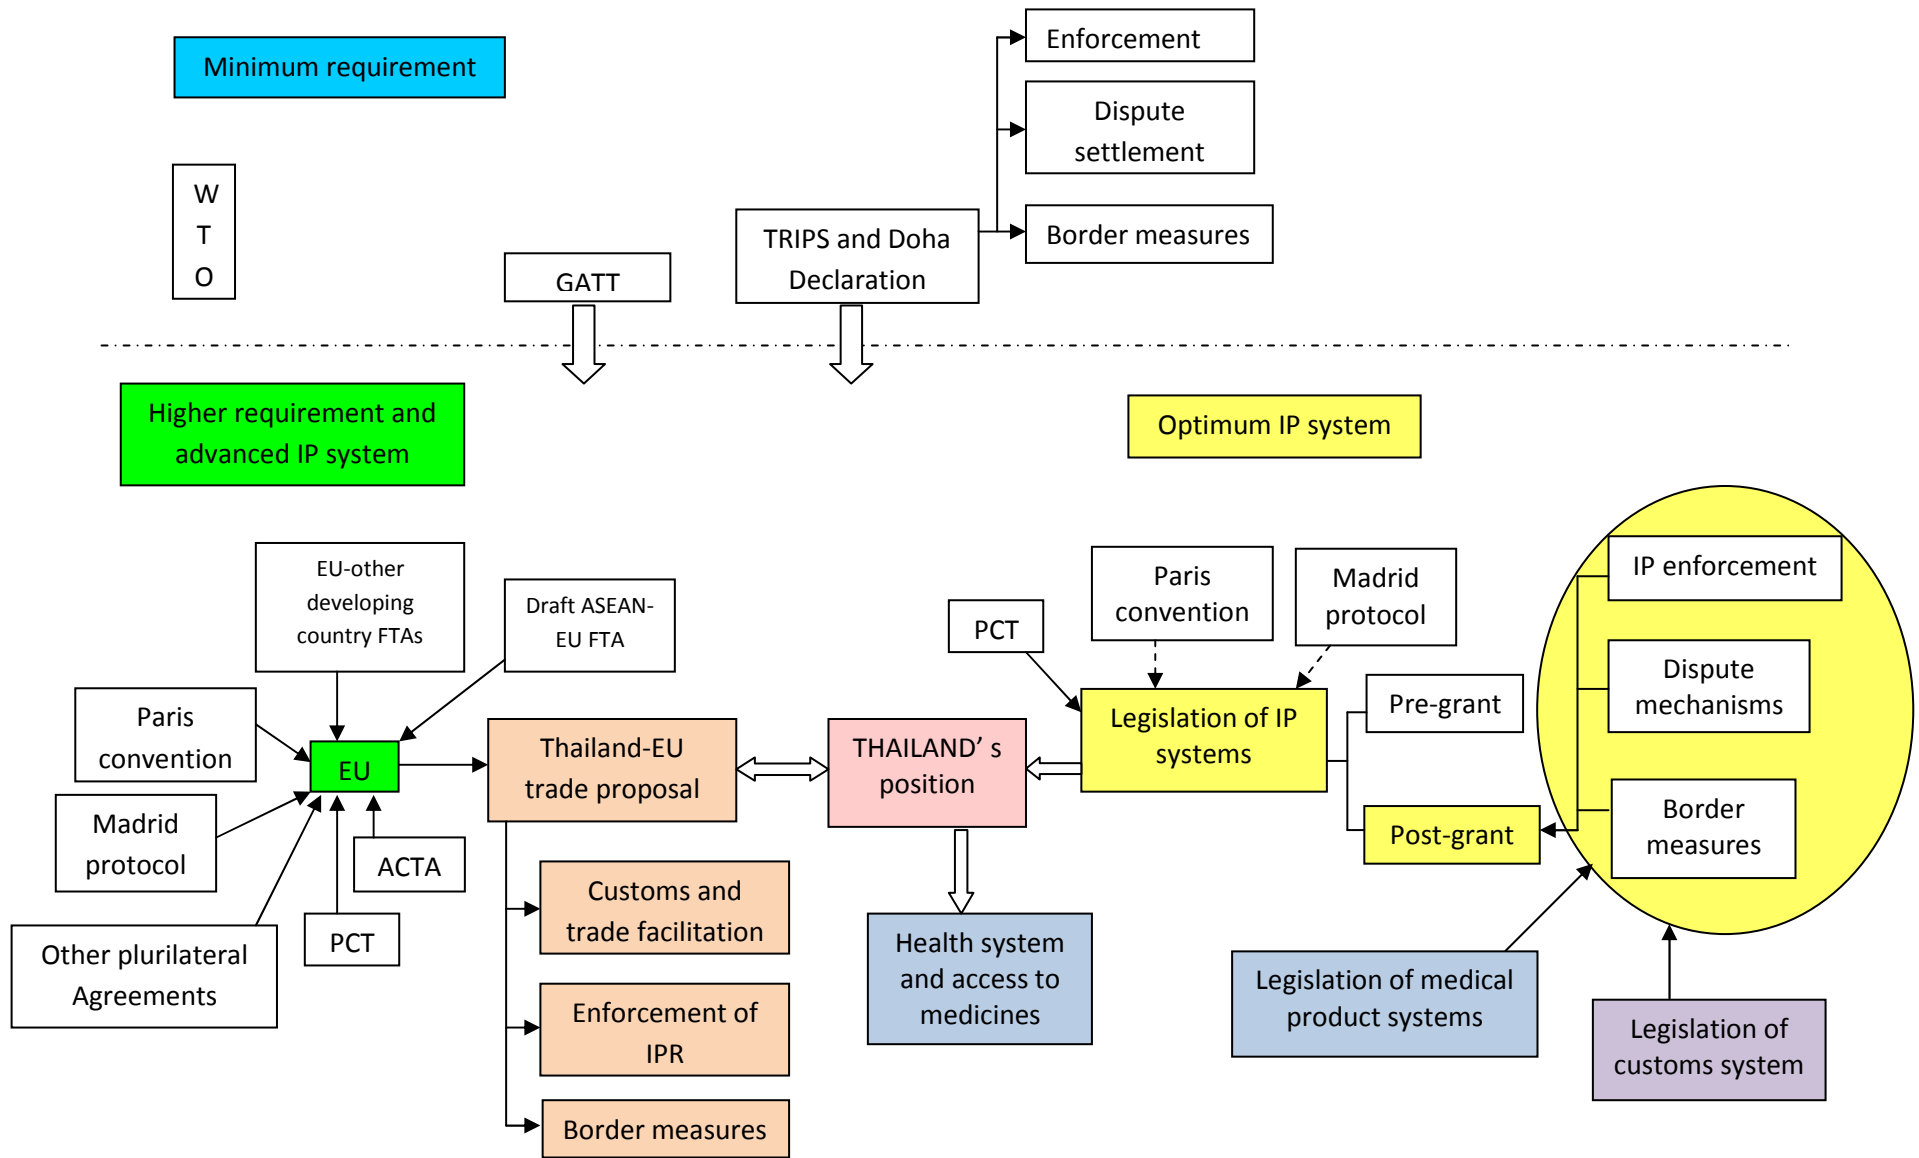 Minimum requirement
Enforcement
Dispute
settlement
Border measures
W
T
O
GATT
TRIPS and Doha
Declaration
Higher requirement and
advanced IP system
Optimum IP system
EU-other
developing
country FTAs
Draft ASEAN-
EU FTA
Paris
convention
Madrid
protocol
Other plurilateral
Agreements
PCT
ACTA
EU
Thailand-EU
trade proposal
Customs and
trade facilitation
Enforcement of
IPR
Border measures
THAILAND’ s
position
Health system
and access to
medicines
PCT
Paris
convention
Madrid
protocol
Legislation of IP
systems
Pre-grant
Post-grant
IP enforcement
Dispute
mechanisms
Border
measures
Legislation of medical
product systems
Legislation of
customs system